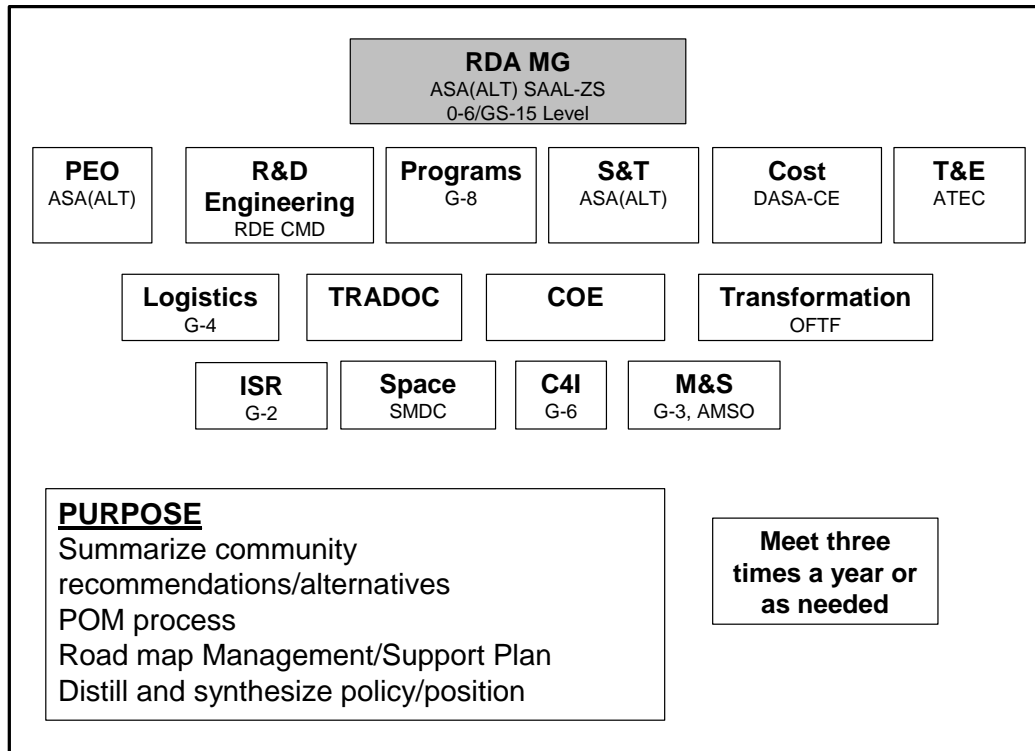 RDA MG
ASA(ALT) SAAL-ZS
0-6/GS-15 Level
PEO
ASA(ALT)
R&D
Engineering
RDE CMD
Programs
G-8
S&T
ASA(ALT)
Cost
DASA-CE
T&E
ATEC
Logistics
G-4
TRADOC
COE
Transformation
OFTF
ISR
G-2
Space
SMDC
C4I
G-6
M&S
G-3, AMSO
PURPOSE
Summarize community
recommendations/alternatives
POM process
Road map Management/Support Plan
Distill and synthesize policy/position
Meet three
times a year or
as needed